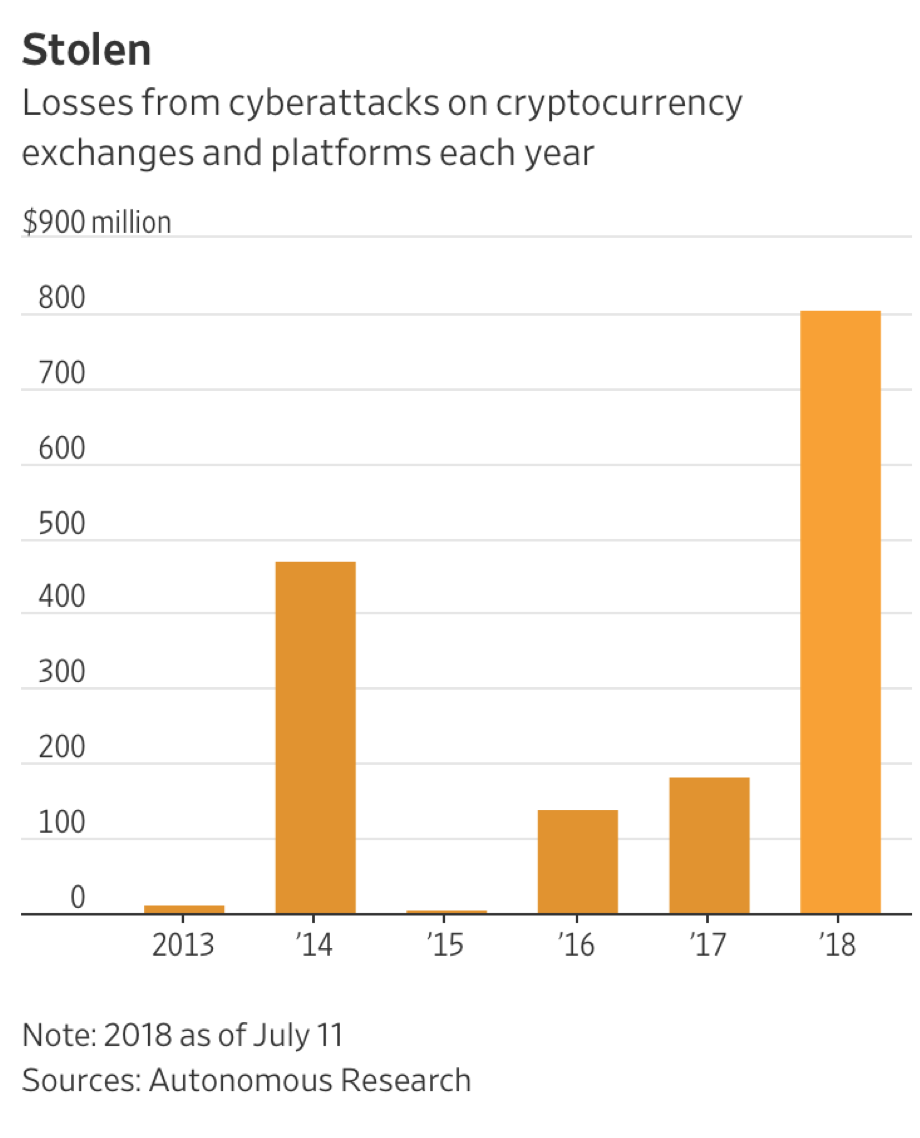 Stolen
Losses from cyberattacks on cryptocurrency
exchanges and platforms each year
$900 million
800
700
600
500
400
300
200
100
0
2013 ’14 ’15 ’16 ’17 ’18
Note: 2018 as of July 11
Sources: Autonomous Research